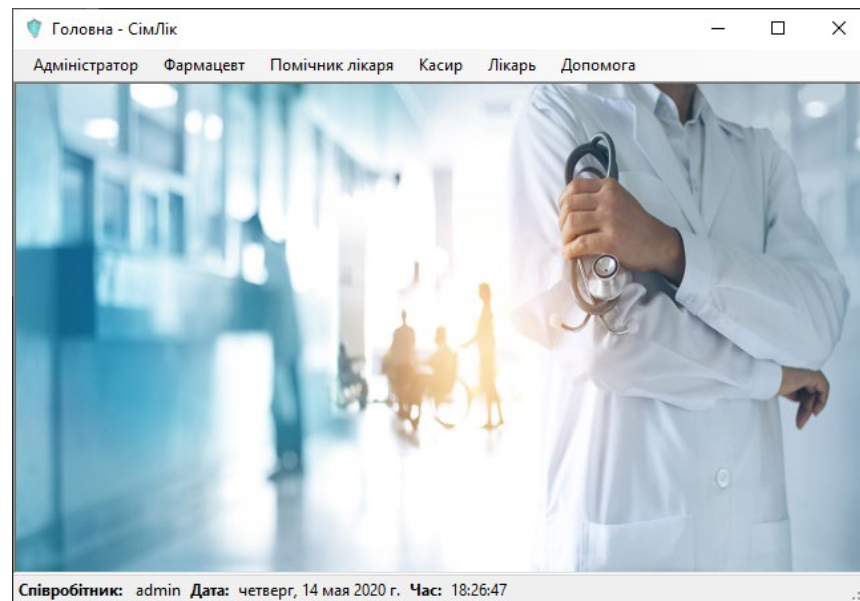 Головна - СімЛік
Адміністратор Фармацевт Помічник лікаря Касир Лікарь Допомога
Співробітник: admin Дата: четверг, 14 мая 2020 г. Час: 18:26:47